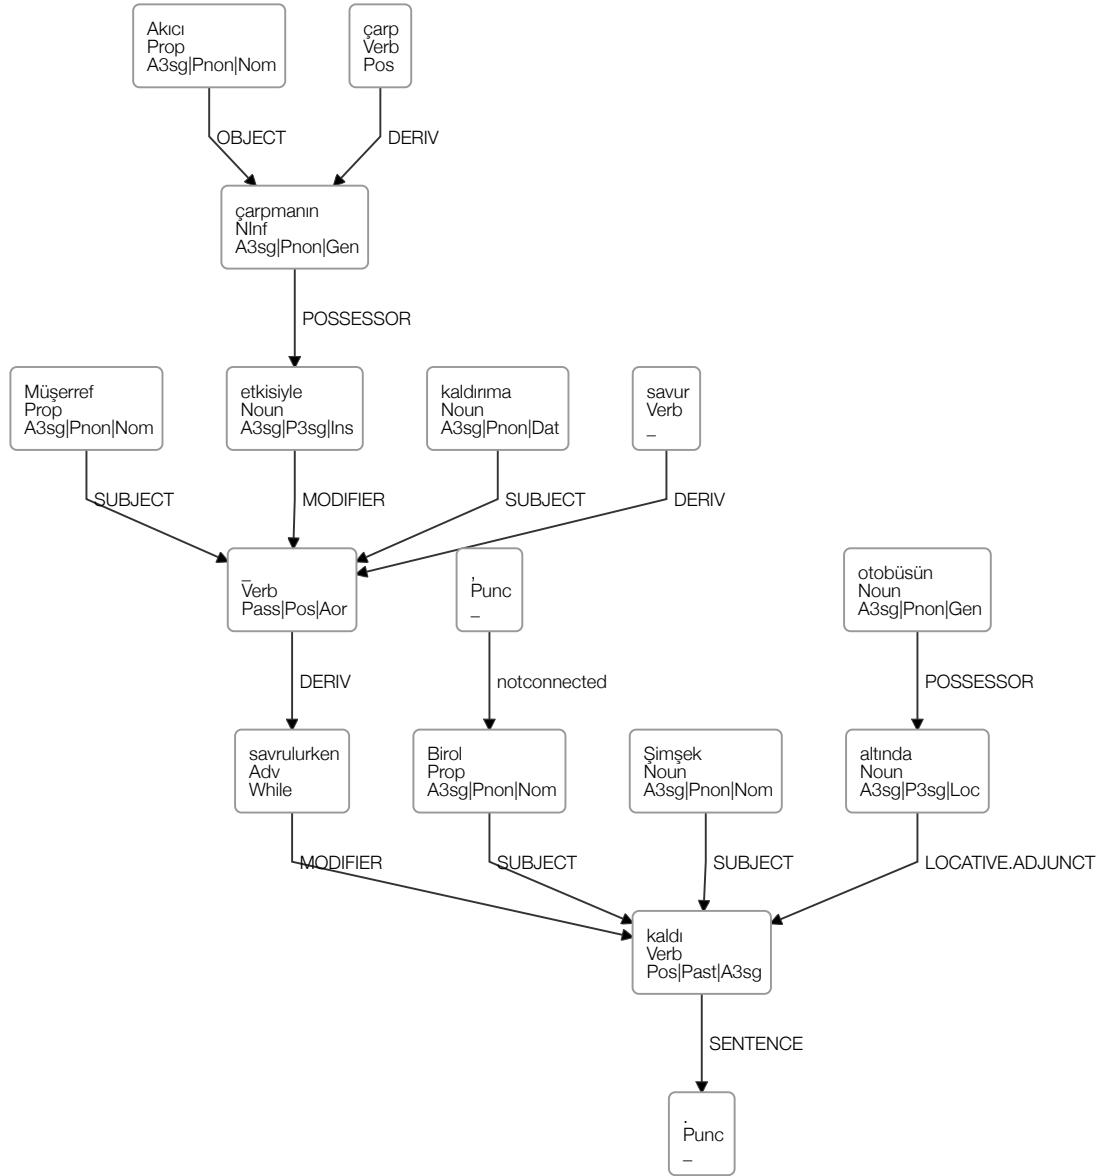 Akıcı
Prop
A3sg|Pnon|Nom
çarp
Verb
Pos
OBJECT
DERIV
çarpmanın
NInf
A3sg|Pnon|Gen
POSSESSOR
Müşerref
Prop
A3sg|Pnon|Nom
etkisiyle
Noun
A3sg|P3sg|Ins
kaldırıma
Noun
A3sg|Pnon|Dat
savur
Verb
_
SUBJECT
MODIFIER
SUBJECT
DERIV
_
Verb
Pass|Pos|Aor
,
Punc
_
otobüsün
Noun
A3sg|Pnon|Gen
DERIV
notconnected
POSSESSOR
savrulurken
Adv
While
Birol
Prop
A3sg|Pnon|Nom
Şimşek
Noun
A3sg|Pnon|Nom
altında
Noun
A3sg|P3sg|Loc
MODIFIER
SUBJECT
SUBJECT
LOCATIVE.ADJUNCT
kaldı
Verb
Pos|Past|A3sg
SENTENCE
.
Punc
_